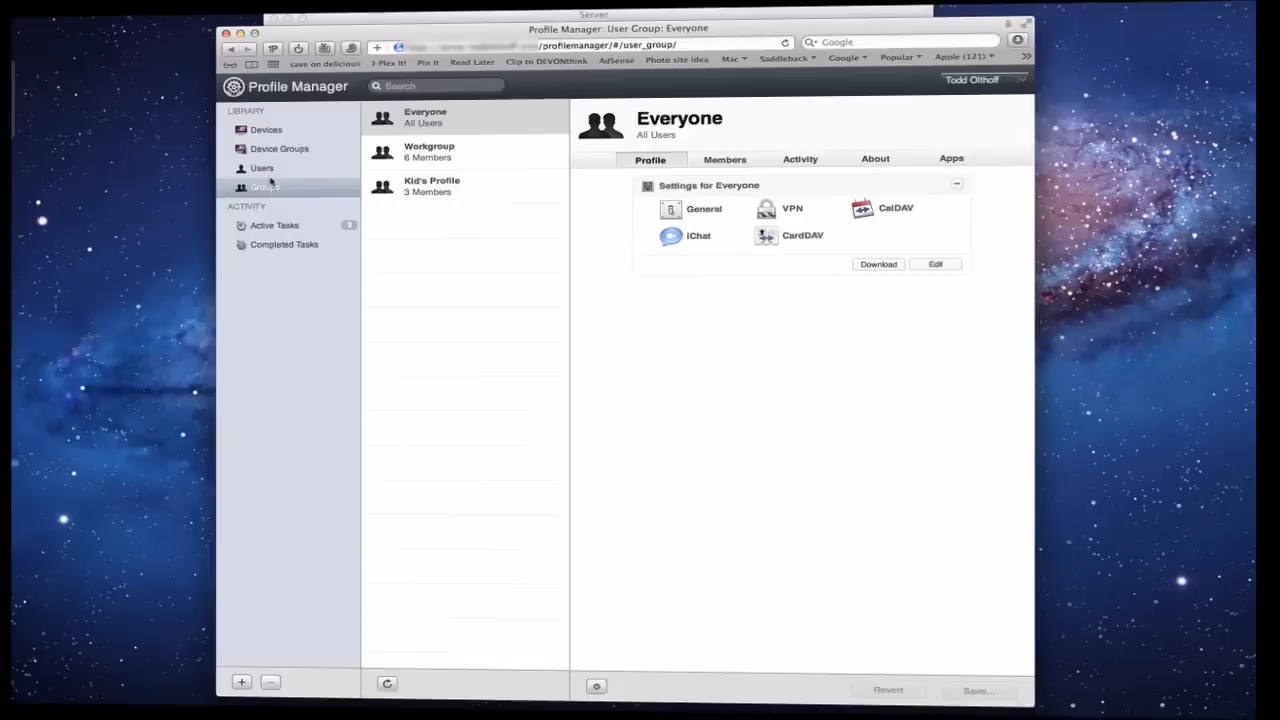 Server
Profile Manager: User Group: Everyone
/profilemanager/#/user_group/
Google
save on delicious
Plex It!
Pin It
Read Later
Clip to DEVONthink
AdSense
Photo site idea
Mac
Saddleback
Google
Popular
Apple (121)
Profile Manager
Search
Todd Olthoff
LIBRARY
Devices
Device Groups
Users
Groups
ACTIVITY
Active Tasks
Completed Tasks
Everyone
All Users
Workgroup
6 Members
Kid's Profile
3 Members
Everyone
All Users
Profile
Members
Activity
About
Apps
Settings for Everyone
General
VPN
CalDAV
iChat
CardDAV
Download
Edit
Revert
Save...